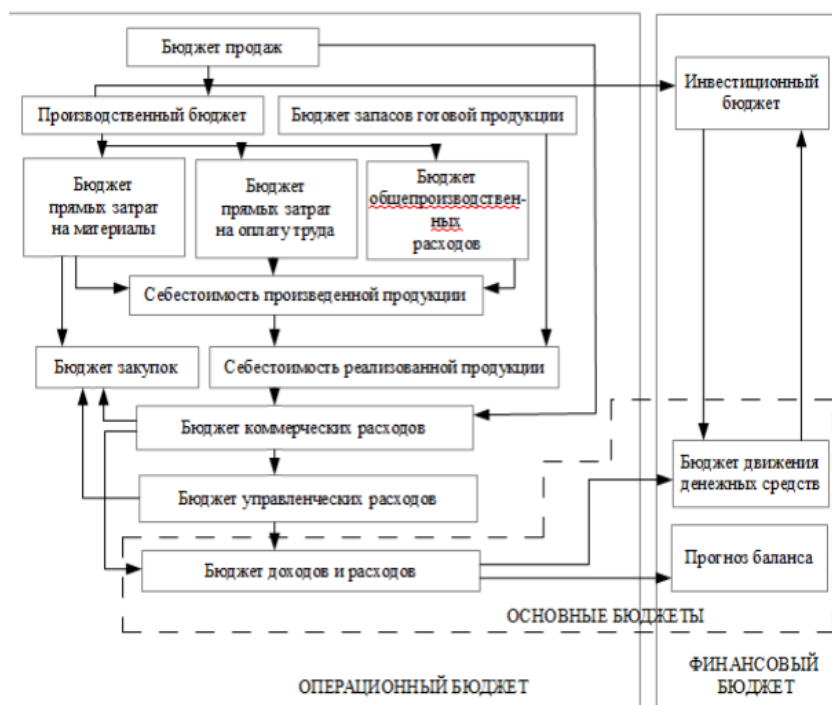 Бюджет продаж
Инвестиционный
бюджет
Производственный бюджет
Бюджет запасов готовой продукции
Бюджет
прямых затрат
на материалы
Бюджет
прямых затрат
на оплату труда
Бюджет
общепроизводствен-
ных
расходов
Себестоимость произведенной продукции
Бюджет закупок
Себестоимость реализованной продукции
Бюджет коммерческих расходов
Бюджет движения
денежных средств
Бюджет управленческих расходов
Бюджет доходов и расходов
Прогноз баланса
ОСНОВНЫЕ БЮДЖЕТЫ
ОПЕРАЦИОННЫЙ БЮДЖЕТ
ФИНАНСОВЫЙ
БЮДЖЕТ